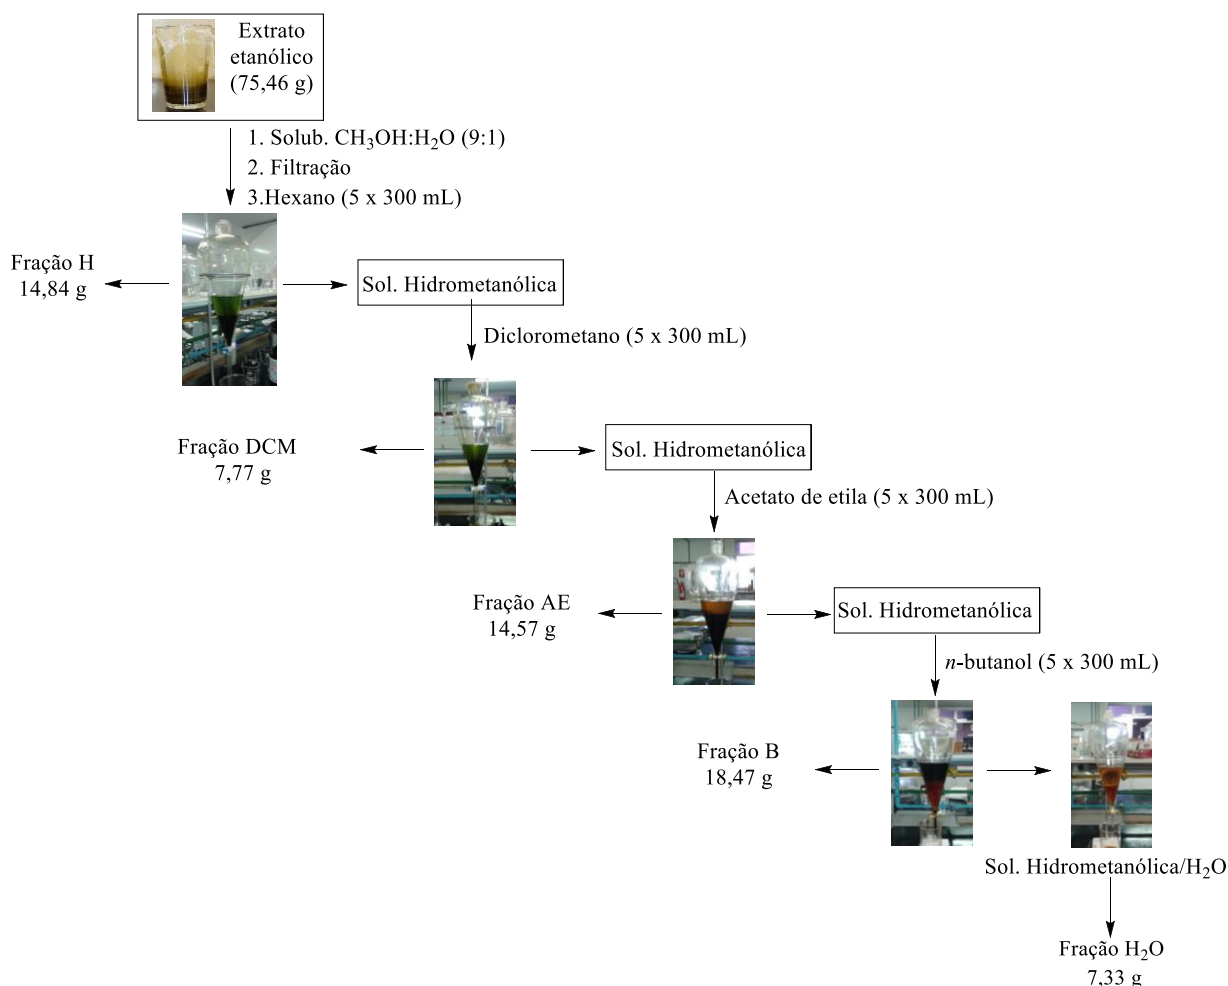 Extrato
etanólico
(75,46 g)
1. Solub. CH₃OH:H₂O (9:1)
2. Filtração
3.Hexano (5 x 300 mL)
Fração H
14,84 g
Sol. Hidrometanólica
Diclorometano (5 x 300 mL)
Fração DCM
7,77 g
Sol. Hidrometanólica
Acetato de etila (5 x 300 mL)
Fração AE
14,57 g
Sol. Hidrometanólica
n-butanol (5 x 300 mL)
Fração B
18,47 g
Sol. Hidrometanólica/H₂O
Fração H₂O
7,33 g